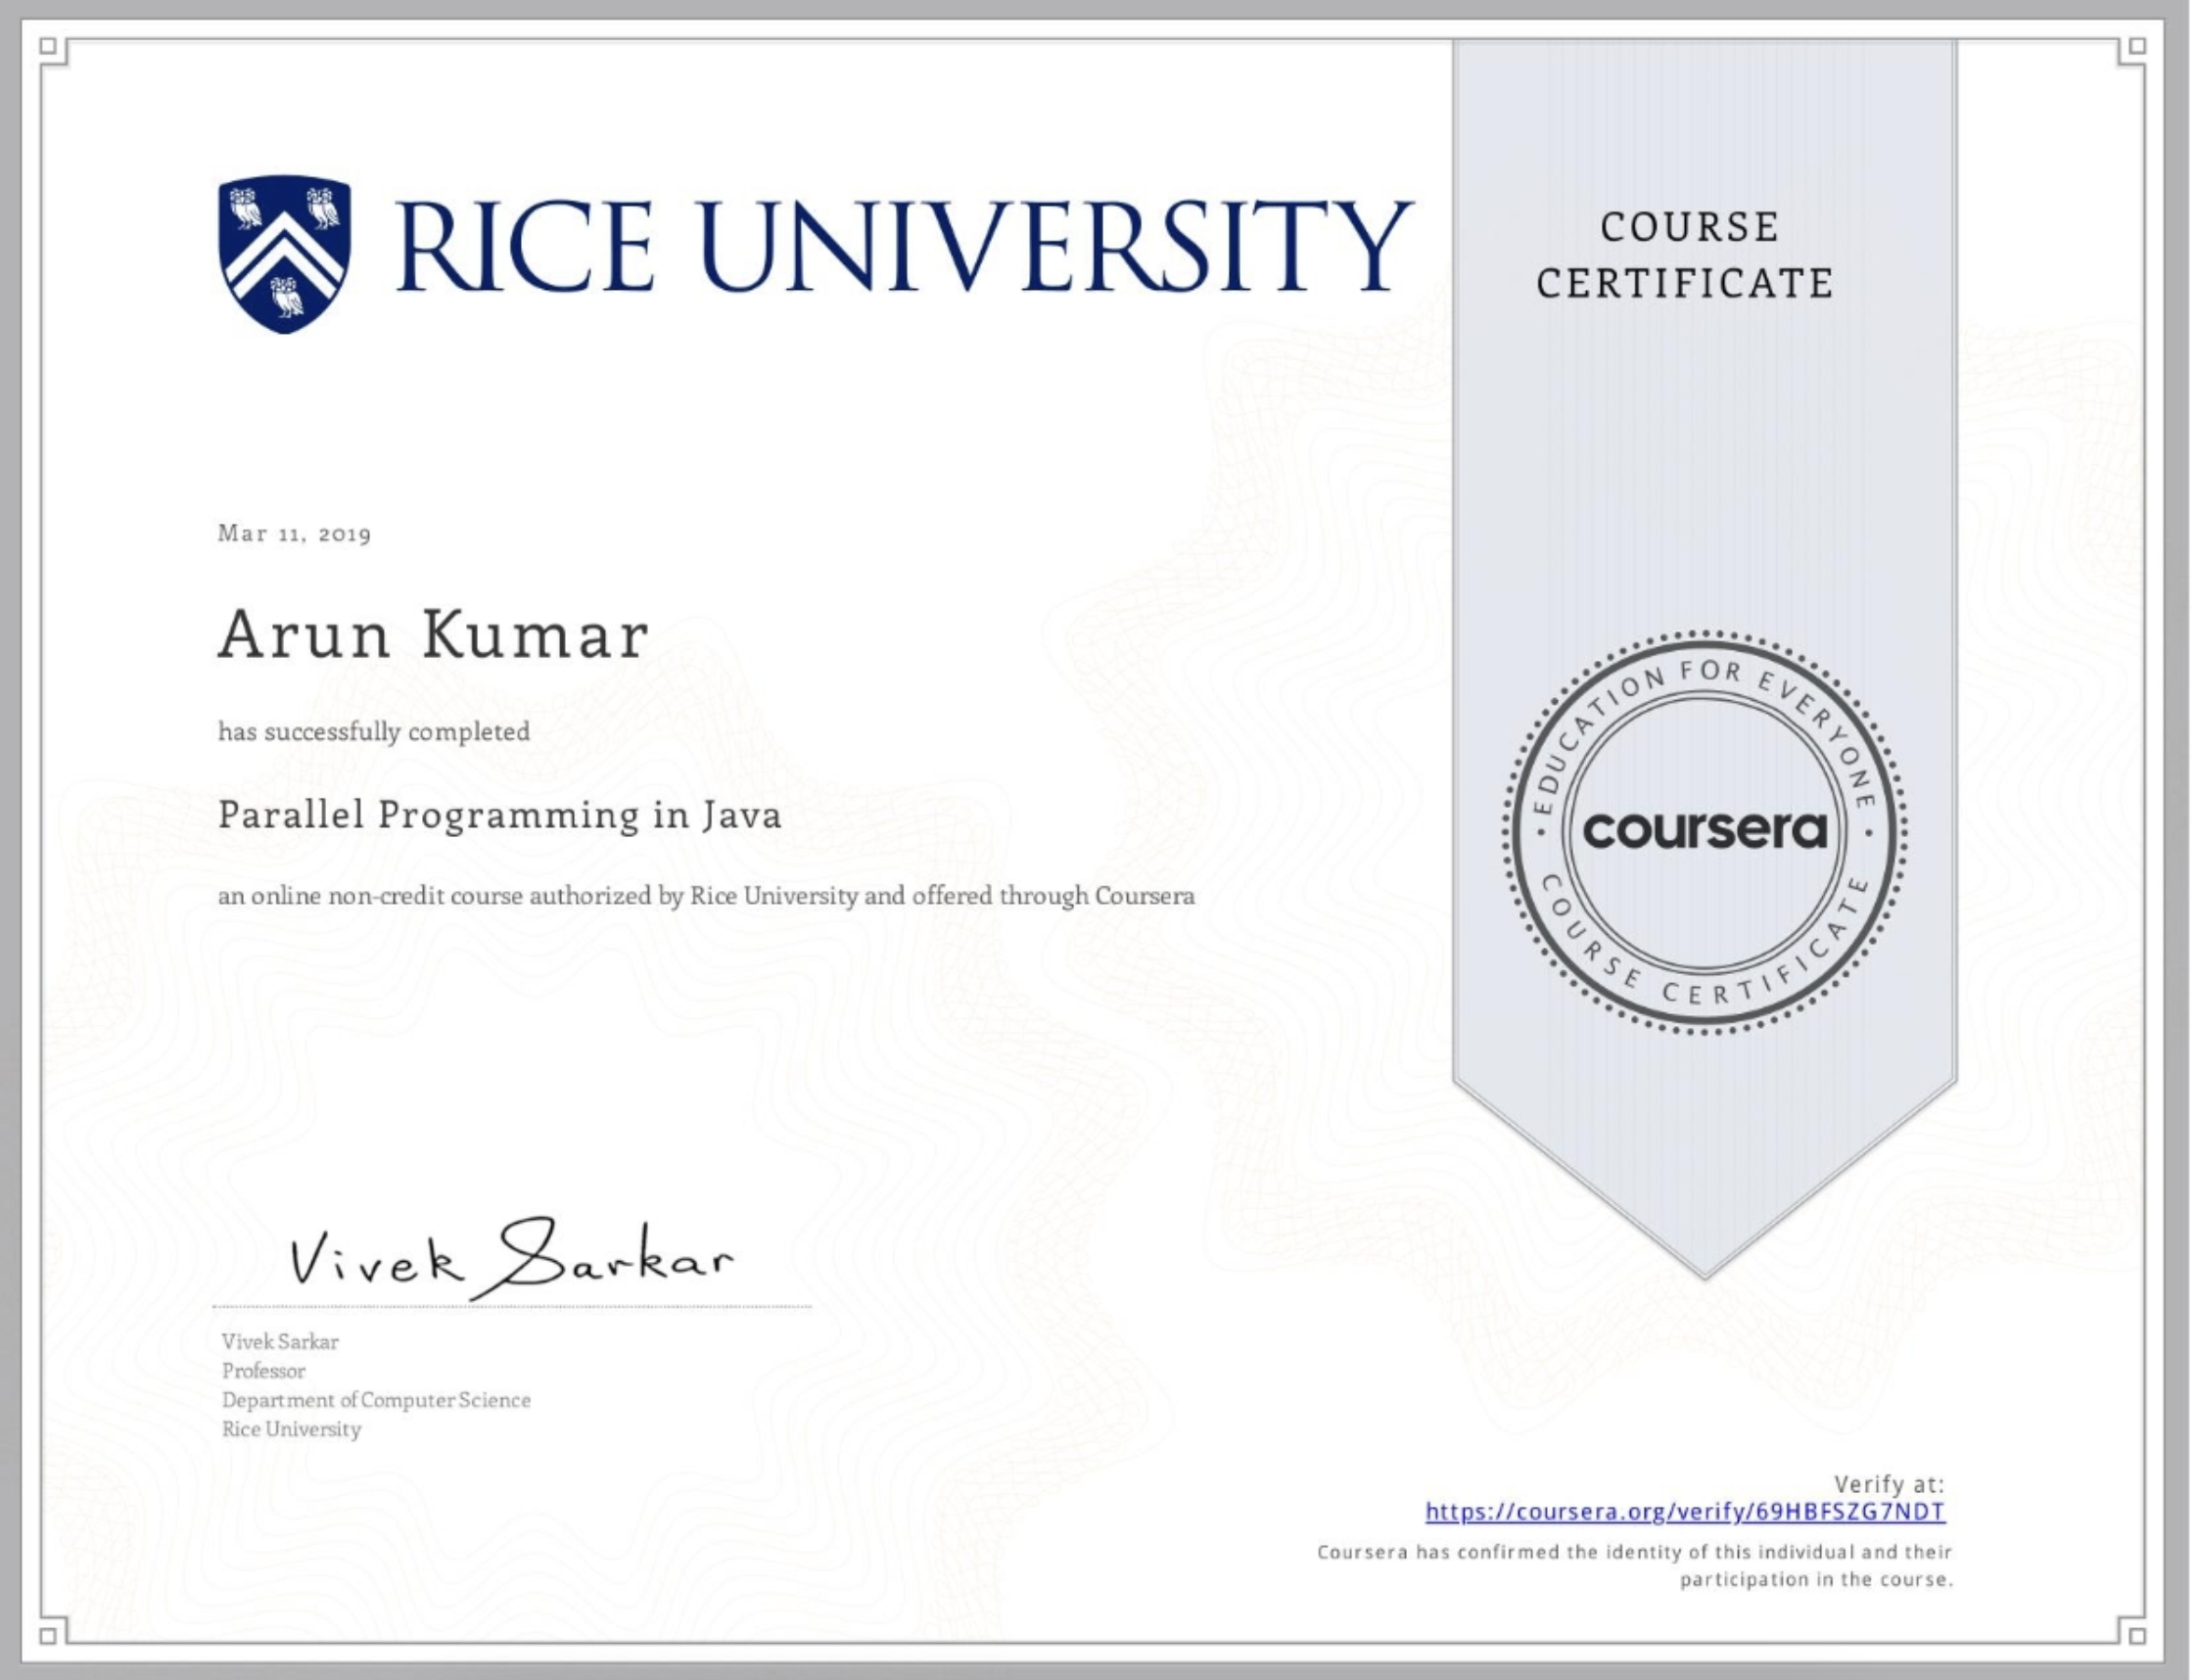 RICE UNIVERSITY
COURSE
CERTIFICATE
Mar 11, 2019
Arun Kumar
has successfully completed
Parallel Programming in Java
an online non-credit course authorized by Rice University and offered through Coursera
EDUCATION FOR EVERYONE
coursera
COURSE CERTIFICATE
Vivek Sarkar
Vivek Sarkar
Professor
Department of Computer Science
Rice University
Verify at:
https://coursera.org/verify/69HBFSZG7NDT
Coursera has confirmed the identity of this individual and their
participation in the course.